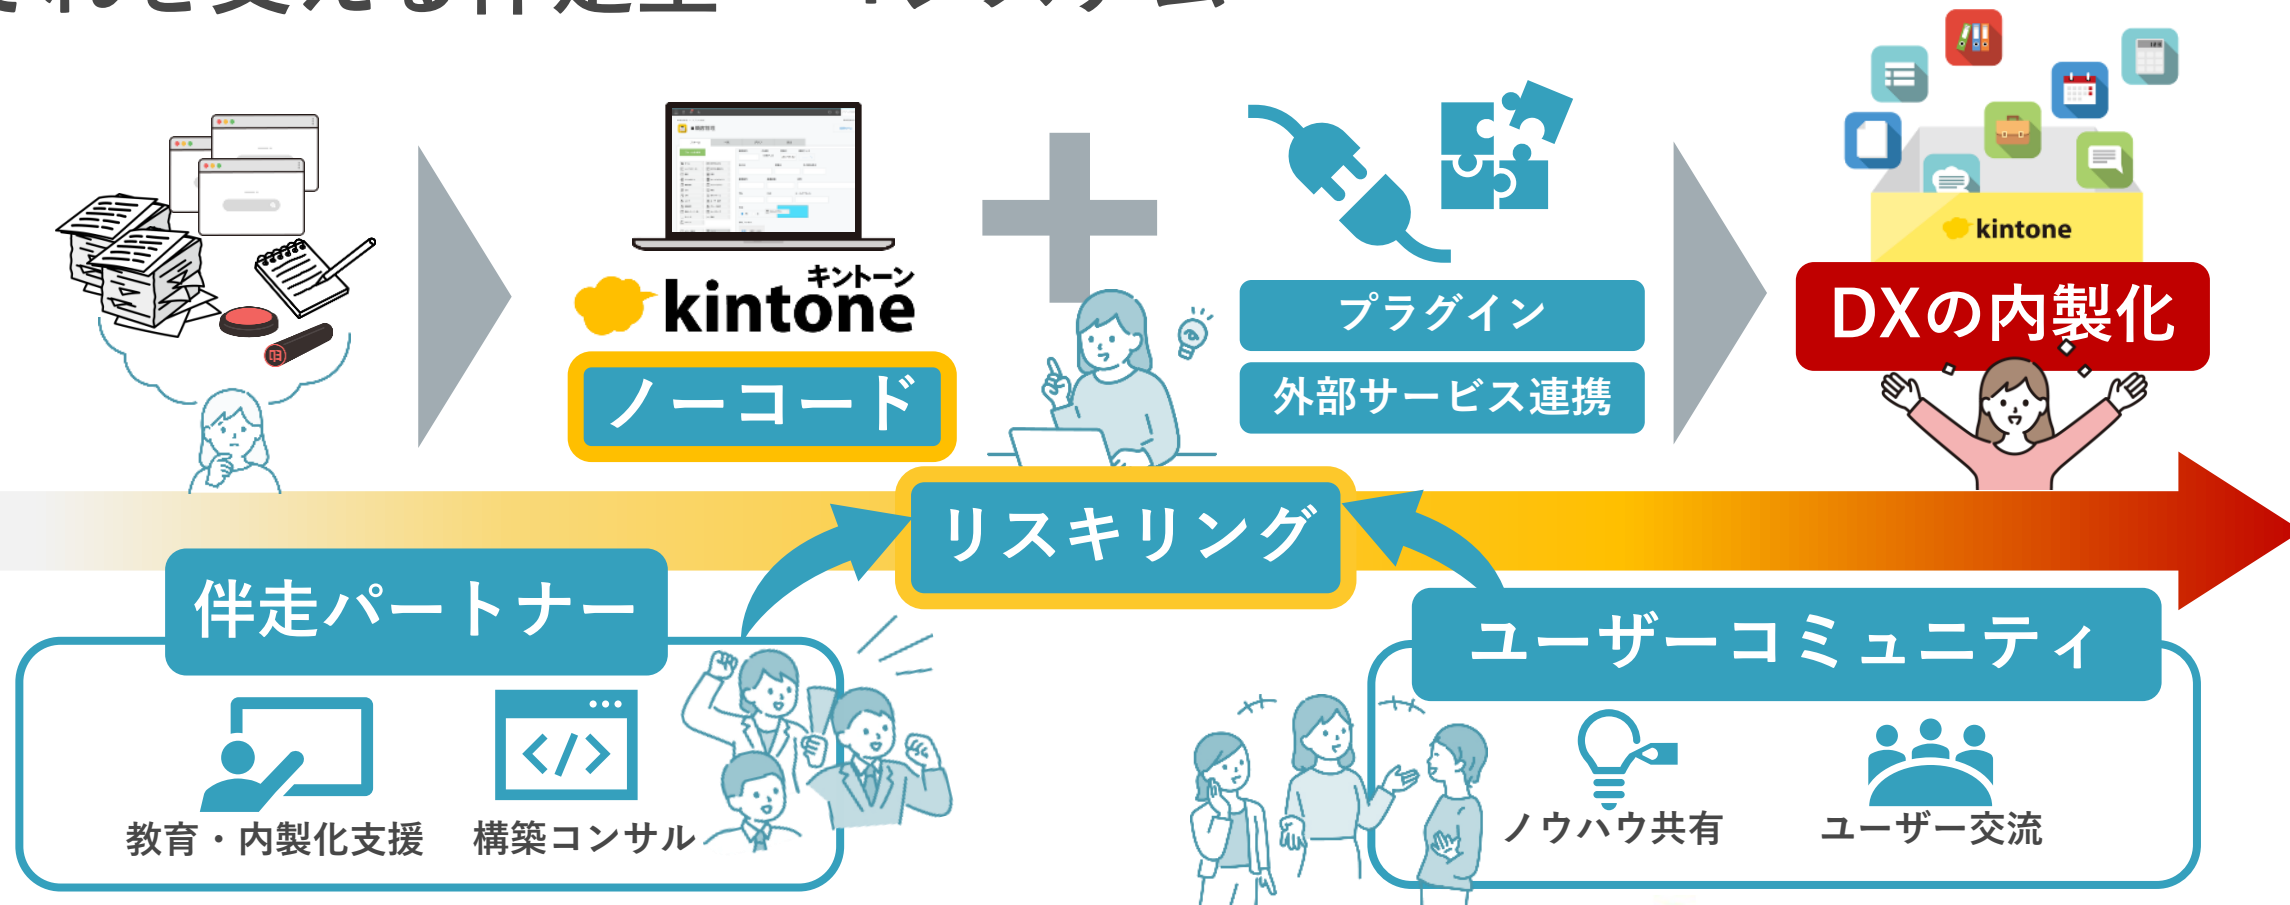 キントーン
kintone
ノーコード
プラグイン
外部サービス連携
kintone
DXの内製化
リスキリング
伴走パートナー
教育・内製化支援
構築コンサル
ユーザーコミュニティ
ノウハウ共有
ユーザー交流